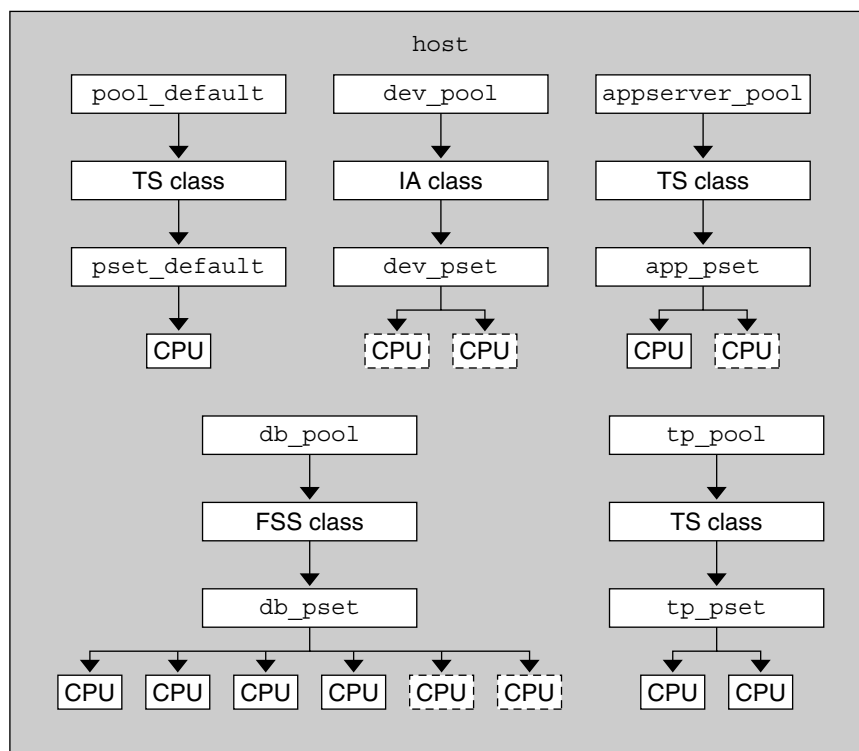 host
pool_default dev_pool appserver_pool
TS class IA class TS class
pset_default dev_pset app_pset
CPU CPU CPU CPU CPU
db_pool tp_pool
FSS class TS class
db_pset tp_pset
CPU CPU CPU CPU CPU CPU CPU CPU